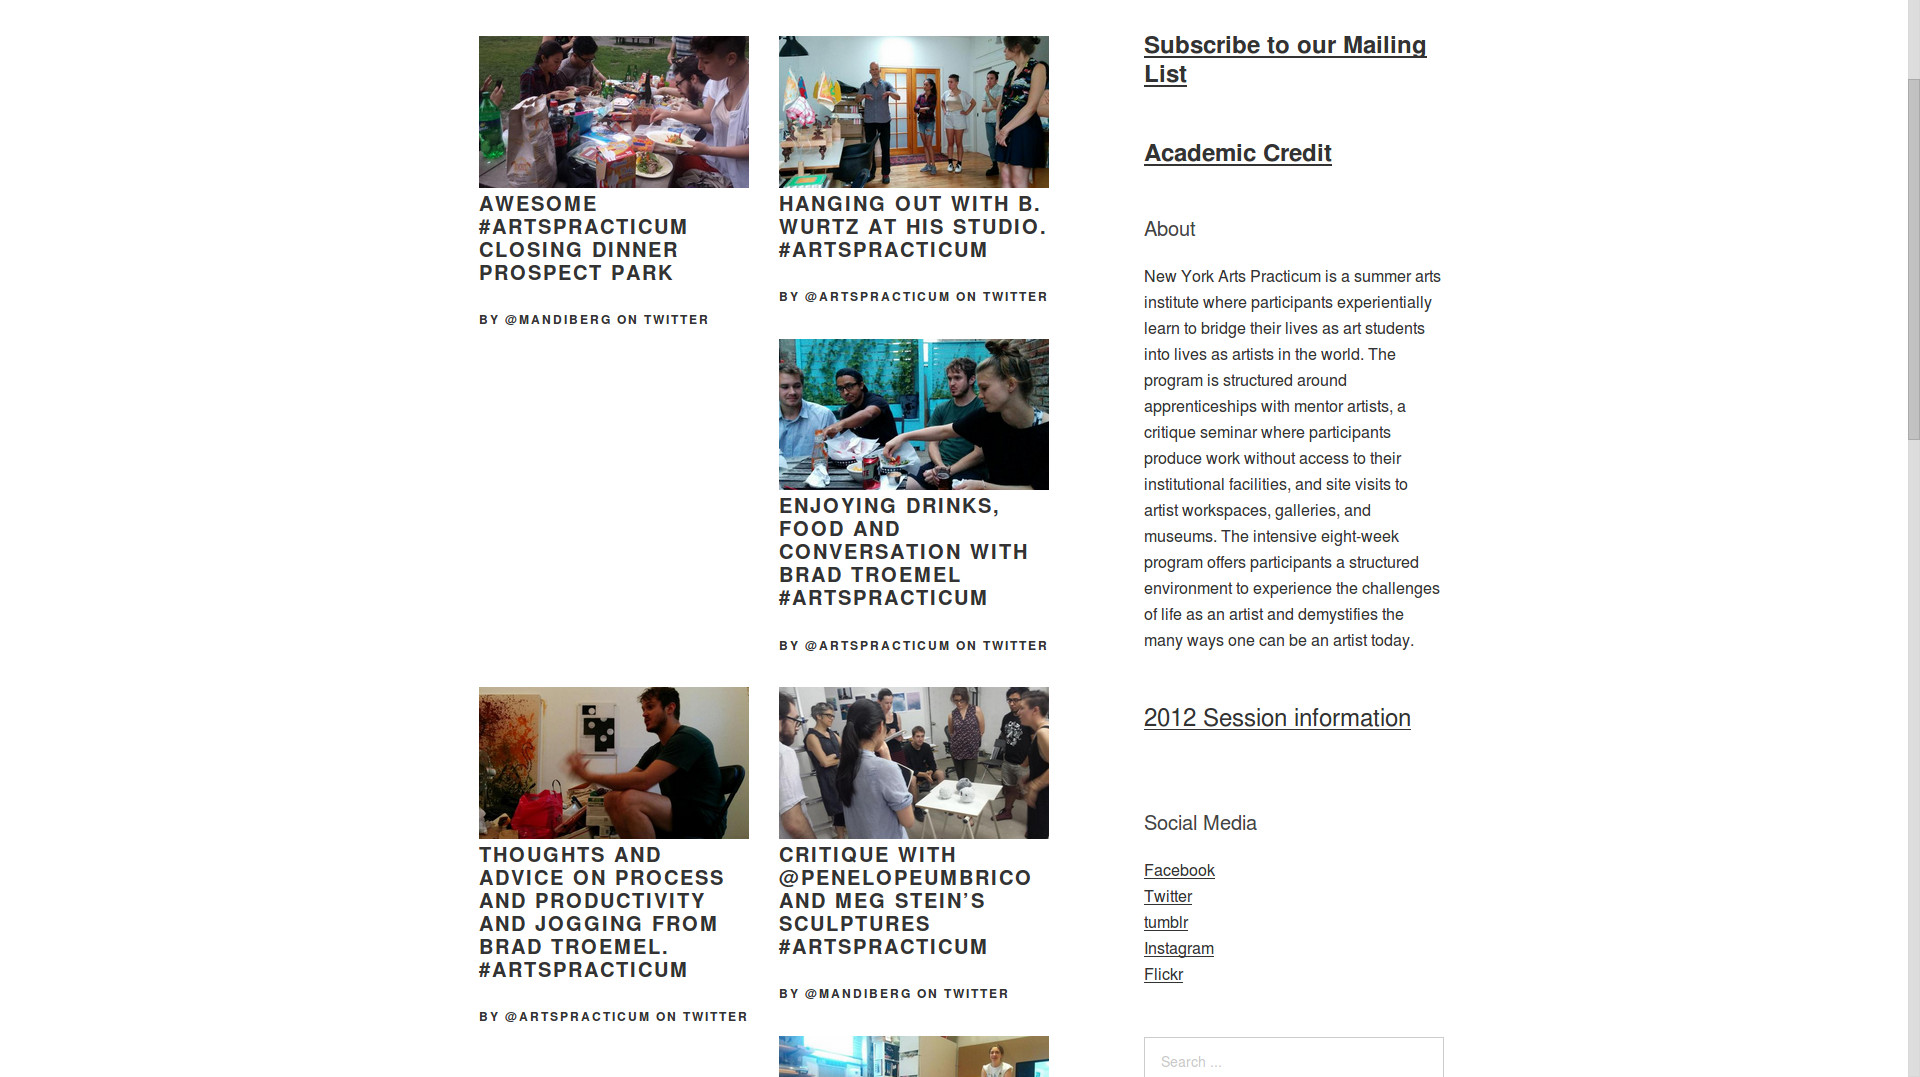 AWESOME
#ARTSPRACTICUM
CLOSING DINNER
PROSPECT PARK
BY @MANDIBERG ON TWITTER
HANGING OUT WITH B.
WURTZ AT HIS STUDIO.
#ARTSPRACTICUM
BY @ARTSPRACTICUM ON TWITTER
ENJOYING DRINKS,
FOOD AND
CONVERSATION WITH
BRAD TROEMEL
#ARTSPRACTICUM
BY @ARTSPRACTICUM ON TWITTER
THOUGHTS AND
ADVICE ON PROCESS
AND PRODUCTIVITY
AND JOGGING FROM
BRAD TROEMEL.
#ARTSPRACTICUM
BY @ARTSPRACTICUM ON TWITTER
CRITIQUE WITH
@PENELOPEUMBRICO
AND MEG STEIN’S
SCULPTURES
#ARTSPRACTICUM
BY @MANDIBERG ON TWITTER
Subscribe to our Mailing
List
Academic Credit
About
New York Arts Practicum is a summer arts
institute where participants experientially
learn to bridge their lives as art students
into lives as artists in the world. The
program is structured around
apprenticeships with mentor artists, a
critique seminar where participants
produce work without access to their
institutional facilities, and site visits to
artist workspaces, galleries, and
museums. The intensive eight-week
program offers participants a structured
environment to experience the challenges
of life as an artist and demystifies the
many ways one can be an artist today.
2012 Session information
Social Media
Facebook
Twitter
tumblr
Instagram
Flickr
Search ...